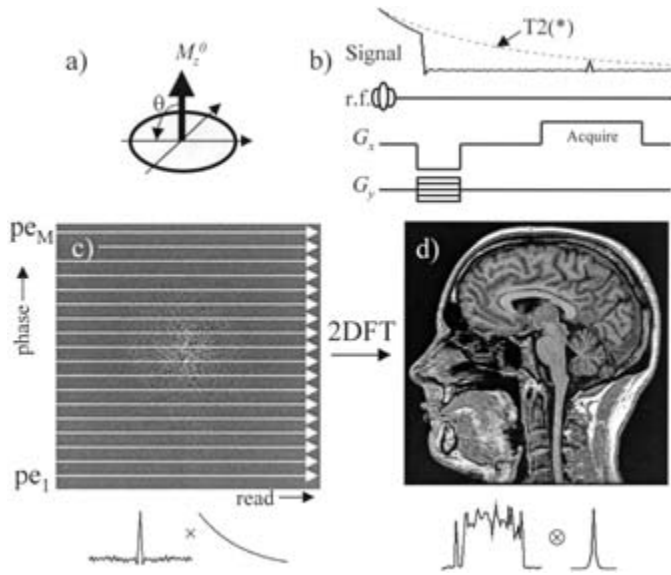 a)
M_z^0
θ
b)
Signal
T2(*)
r.f.
G_x
Acquire
G_y
pe_M
c)
phase
pe_1
read
2DFT
d)
×
⊗